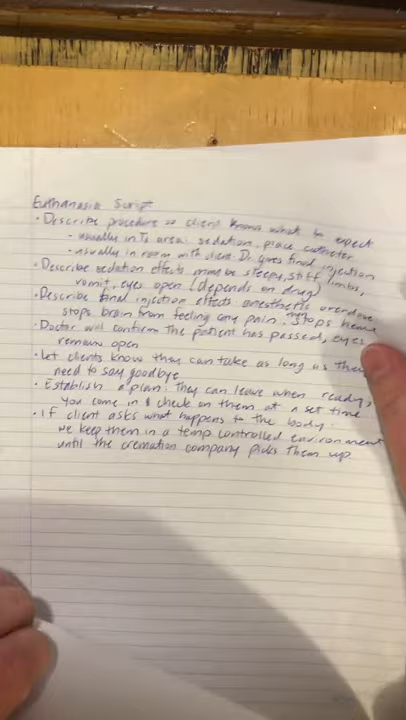 Euthanasia Script
• Describe procedure so client knows what to expect
- usually in Tx area: sedation, place catheter
- usually in room with client: Dr. gives final injection
• Describe sedation effects may be sleepy, stiff limbs,
vomit, eyes open (depends on drug)
• Describe final injection effects anesthetic overdose
stops brain from feeling any pain, then stops heart
• Doctor will confirm the patient has passed, eyes
remain open
• Let clients know they can take as long as they
need to say goodbye
• Establish a plan: they can leave when ready,
you come in & check on them at a set time
• If client asks what happens to the body:
we keep them in a temp controlled environment
until the cremation company picks them up